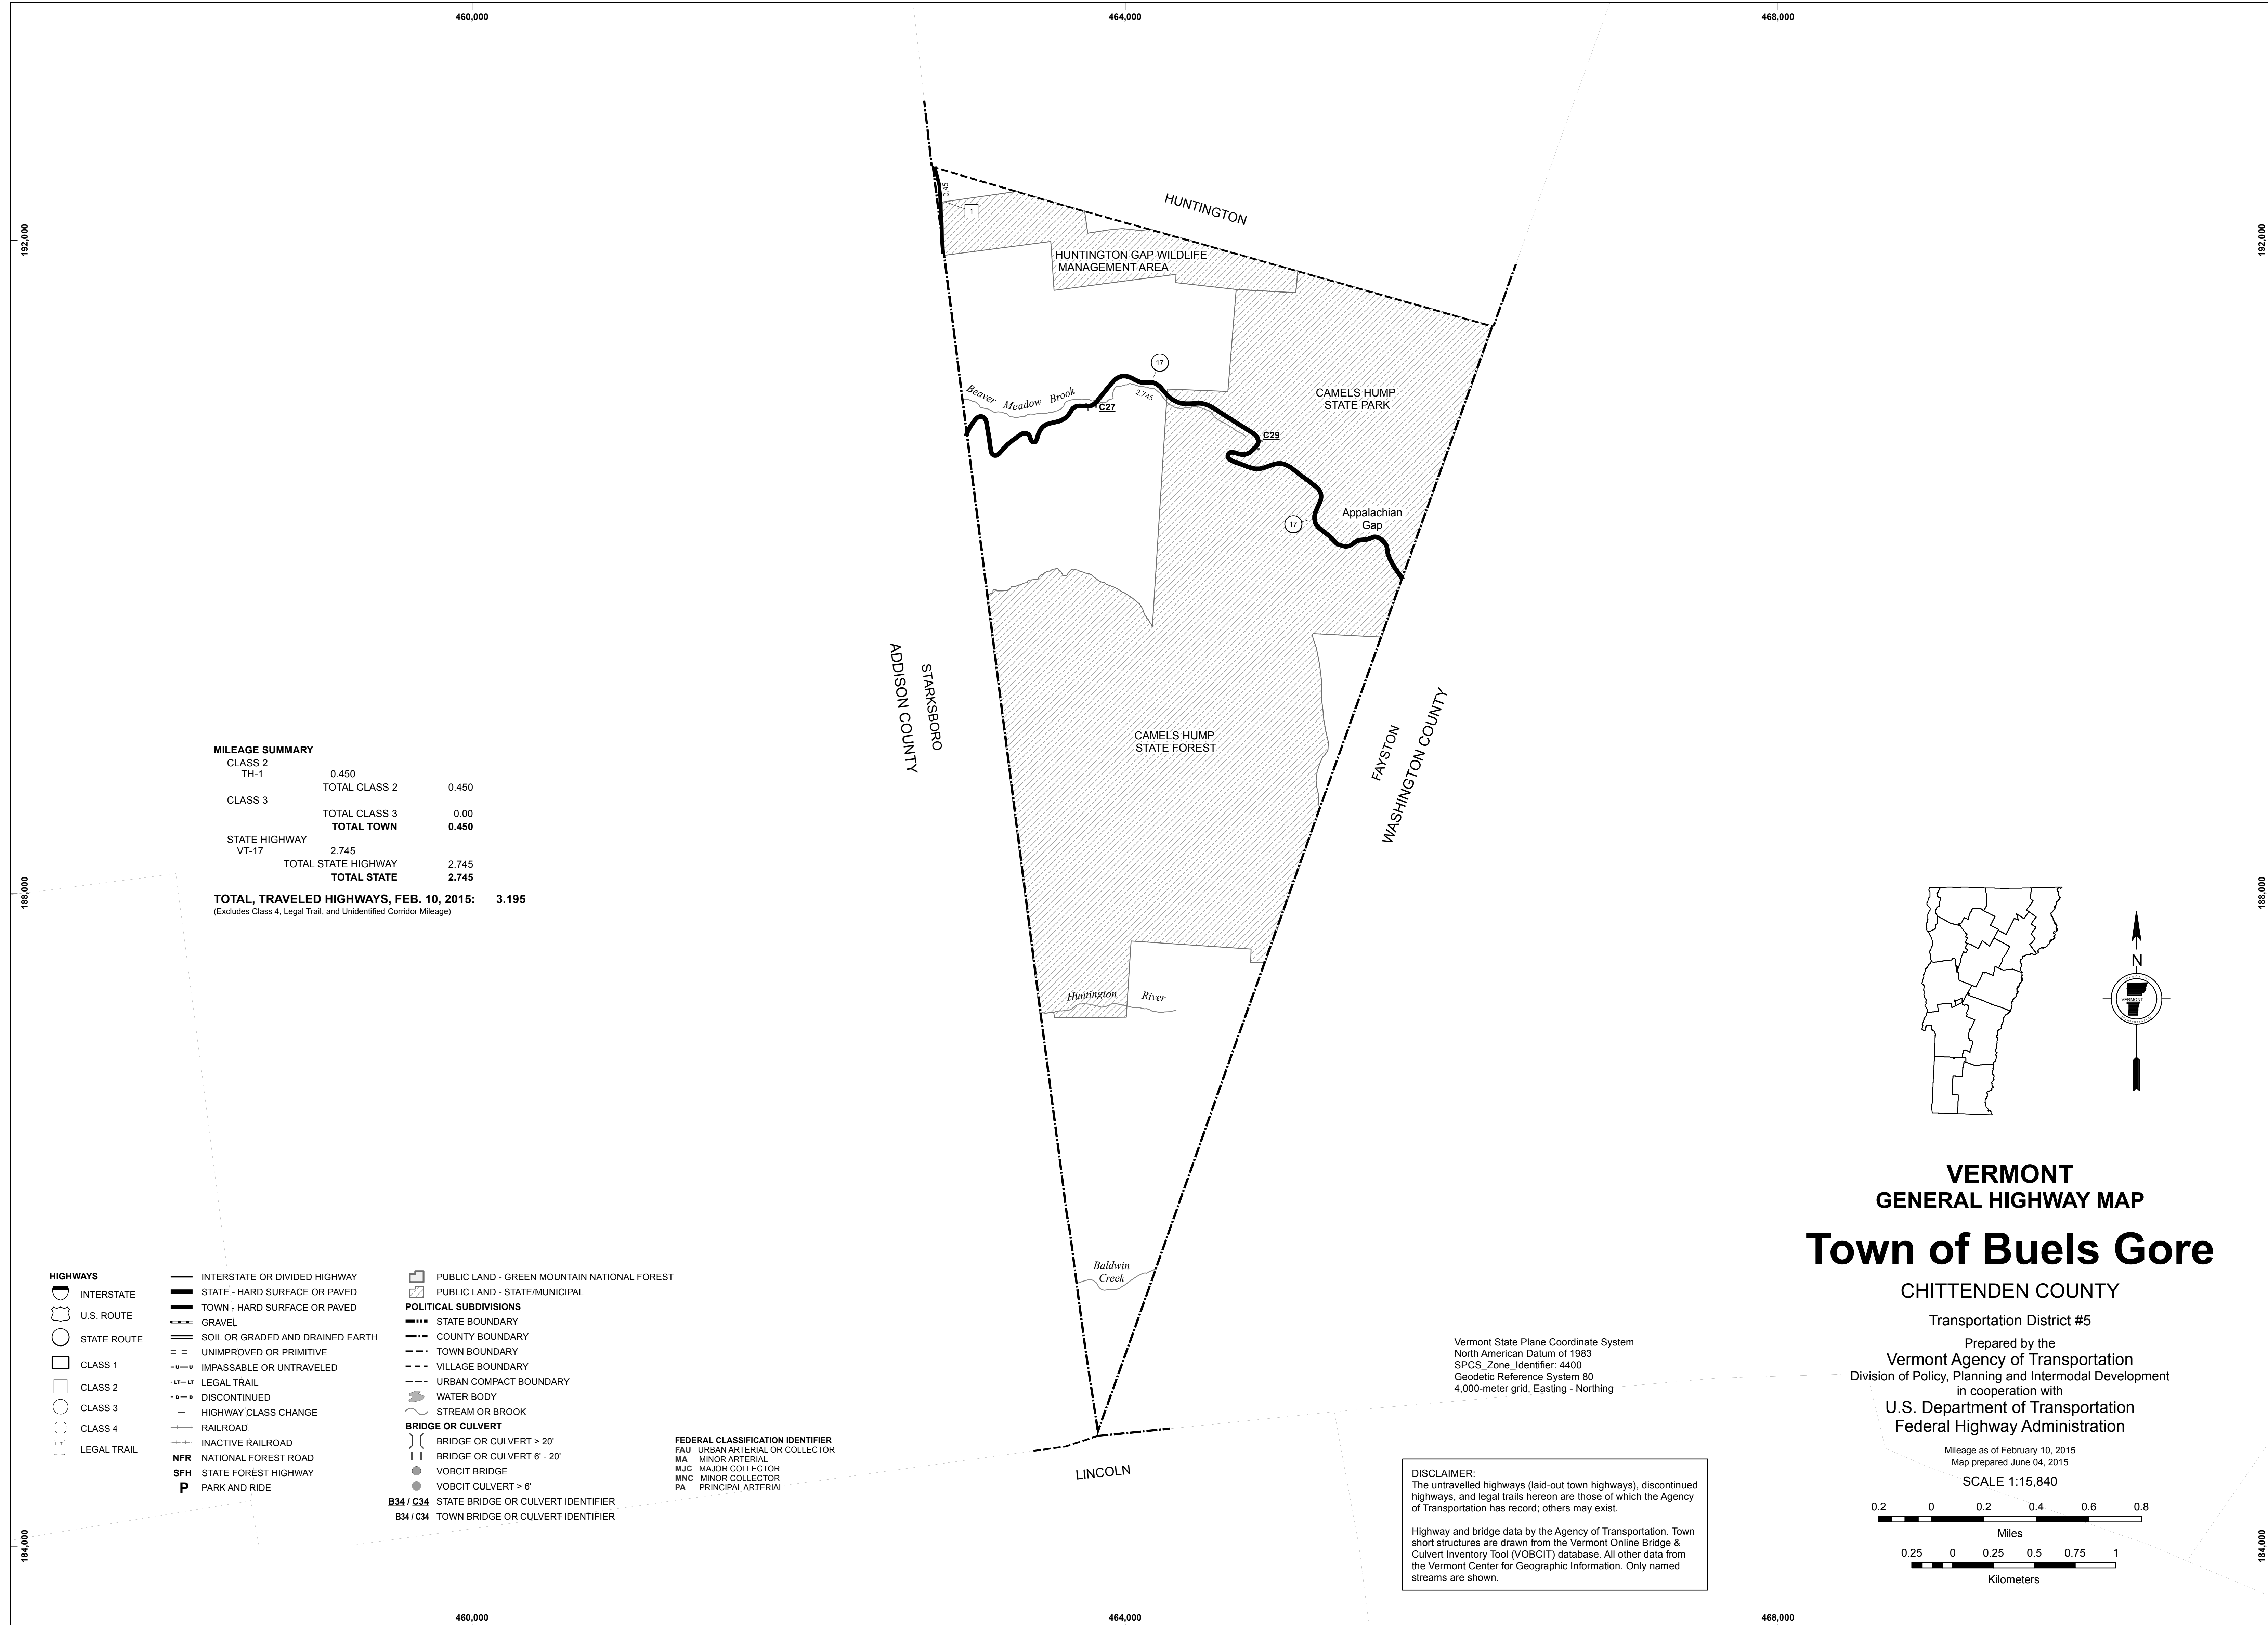 460,000
464,000
468,000
192,000
192,000
188,000
188,000
184,000
184,000
460,000
464,000
468,000
HUNTINGTON
0.45
1
HUNTINGTON GAP WILDLIFE
MANAGEMENT AREA
17
CAMELS HUMP
STATE PARK
Beaver Meadow Brook
2.745
C27
C29
17
Appalachian
Gap
STARKSBORO
ADDISON COUNTY
CAMELS HUMP
STATE FOREST
FAYSTON
WASHINGTON COUNTY
Huntington River
Baldwin
Creek
LINCOLN
MILEAGE SUMMARY
CLASS 2
TH-1 0.450
TOTAL CLASS 2 0.450
CLASS 3
TOTAL CLASS 3 0.00
TOTAL TOWN 0.450
STATE HIGHWAY
VT-17 2.745
TOTAL STATE HIGHWAY 2.745
TOTAL STATE 2.745
TOTAL, TRAVELED HIGHWAYS, FEB. 10, 2015: 3.195
(Excludes Class 4, Legal Trail, and Unidentified Corridor Mileage)
HIGHWAYS
INTERSTATE
U.S. ROUTE
STATE ROUTE
CLASS 1
CLASS 2
CLASS 3
CLASS 4
LEGAL TRAIL
INTERSTATE OR DIVIDED HIGHWAY
STATE - HARD SURFACE OR PAVED
TOWN - HARD SURFACE OR PAVED
GRAVEL
SOIL OR GRADED AND DRAINED EARTH
UNIMPROVED OR PRIMITIVE
U U IMPASSABLE OR UNTRAVELED
LT LT LEGAL TRAIL
D D DISCONTINUED
HIGHWAY CLASS CHANGE
RAILROAD
INACTIVE RAILROAD
NFR NATIONAL FOREST ROAD
SFH STATE FOREST HIGHWAY
P PARK AND RIDE
PUBLIC LAND - GREEN MOUNTAIN NATIONAL FOREST
PUBLIC LAND - STATE/MUNICIPAL
POLITICAL SUBDIVISIONS
STATE BOUNDARY
COUNTY BOUNDARY
TOWN BOUNDARY
VILLAGE BOUNDARY
URBAN COMPACT BOUNDARY
WATER BODY
STREAM OR BROOK
BRIDGE OR CULVERT
BRIDGE OR CULVERT > 20'
BRIDGE OR CULVERT 6' - 20'
VOBCIT BRIDGE
VOBCIT CULVERT > 6'
B34 / C34 STATE BRIDGE OR CULVERT IDENTIFIER
B34 / C34 TOWN BRIDGE OR CULVERT IDENTIFIER
FEDERAL CLASSIFICATION IDENTIFIER
FAU URBAN ARTERIAL OR COLLECTOR
MA MINOR ARTERIAL
MJC MAJOR COLLECTOR
MNC MINOR COLLECTOR
PA PRINCIPAL ARTERIAL
Vermont State Plane Coordinate System
North American Datum of 1983
SPCS_Zone_Identifier: 4400
Geodetic Reference System 80
4,000-meter grid, Easting - Northing
DISCLAIMER:
The untravelled highways (laid-out town highways), discontinued
highways, and legal trails hereon are those of which the Agency
of Transportation has record; others may exist.
Highway and bridge data by the Agency of Transportation. Town
short structures are drawn from the Vermont Online Bridge &
Culvert Inventory Tool (VOBCIT) database. All other data from
the Vermont Center for Geographic Information. Only named
streams are shown.
N
VERMONT
VERMONT
GENERAL HIGHWAY MAP
Town of Buels Gore
CHITTENDEN COUNTY
Transportation District #5
Prepared by the
Vermont Agency of Transportation
Division of Policy, Planning and Intermodal Development
in cooperation with
U.S. Department of Transportation
Federal Highway Administration
Mileage as of February 10, 2015
Map prepared June 04, 2015
SCALE 1:15,840
0.2 0 0.2 0.4 0.6 0.8
Miles
0.25 0 0.25 0.5 0.75 1
Kilometers